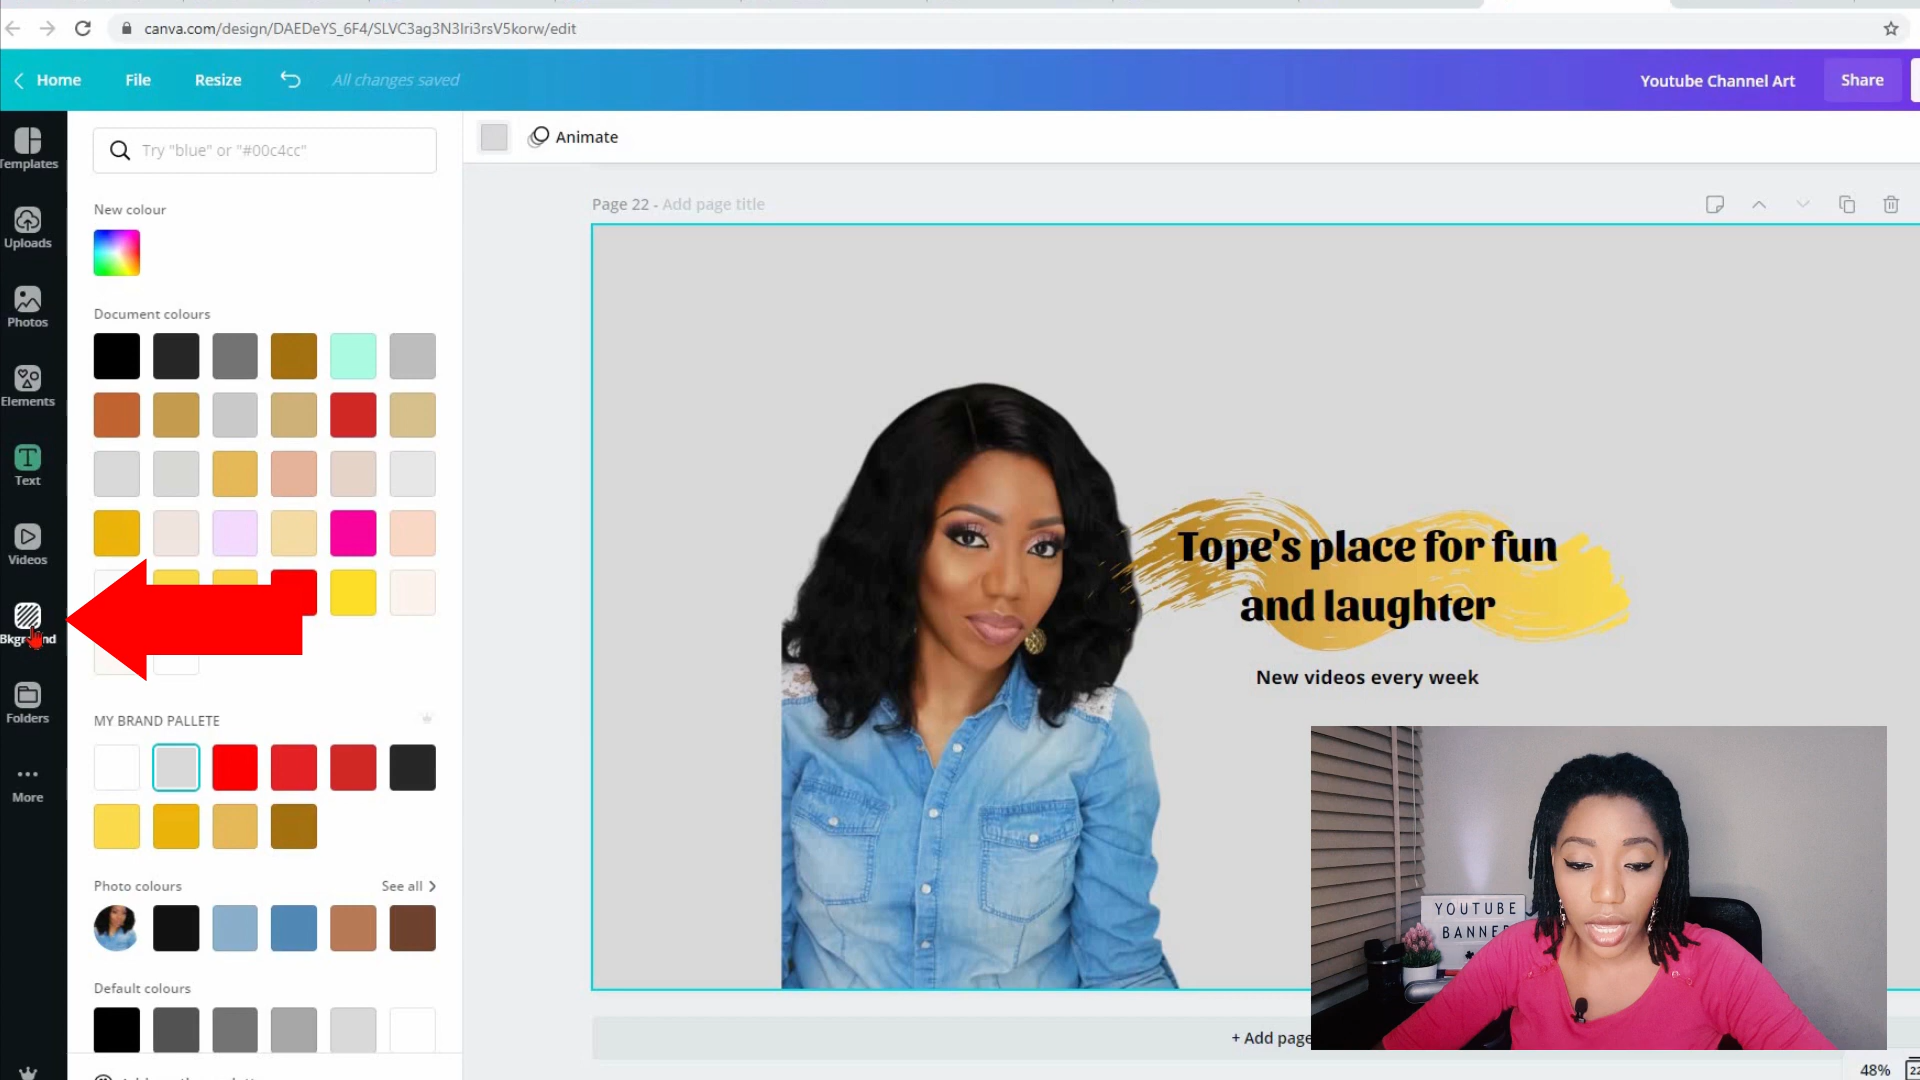 canva.com/design/DAEDeYS_6F4/SLVC3ag3N3Iri3rsV5korw/edit
Home
File
Resize
All changes saved
Youtube Channel Art
Share
Templates
Uploads
Photos
Elements
Text
Videos
Folders
More
Try "blue" or "#00c4cc"
New colour
Document colours
MY BRAND PALLETE
Photo colours
See all
Default colours
Animate
Page 22 - Add page title
Tope's place for fun
and laughter
New videos every week
YOUTUBE
BANNER
+ Add page
48%